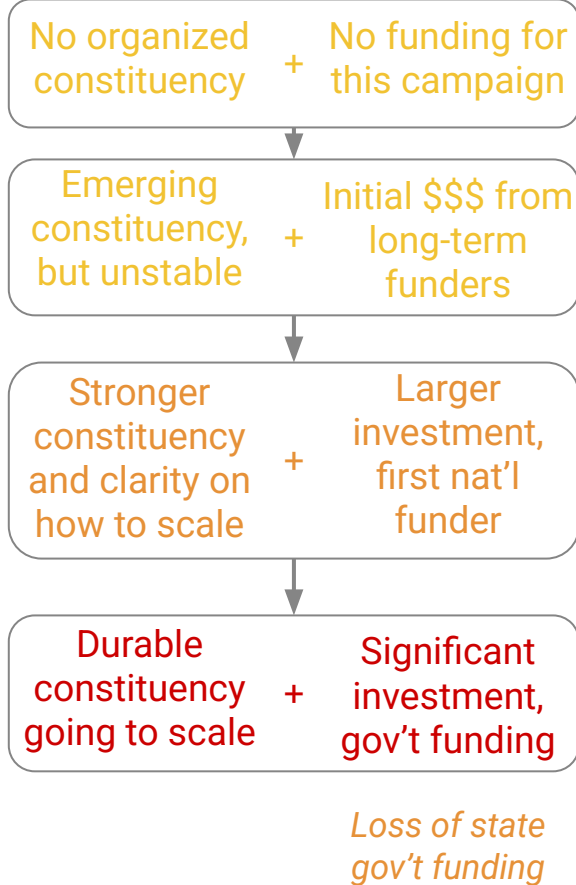 No organized
constituency
+
No funding for
this campaign
Emerging
constituency,
but unstable
+
Initial $$$ from
long-term
funders
Stronger
constituency
and clarity on
how to scale
+
Larger
investment,
first nat'l
funder
Durable
constituency
going to scale
+
Significant
investment,
gov't funding
Loss of state
gov't funding